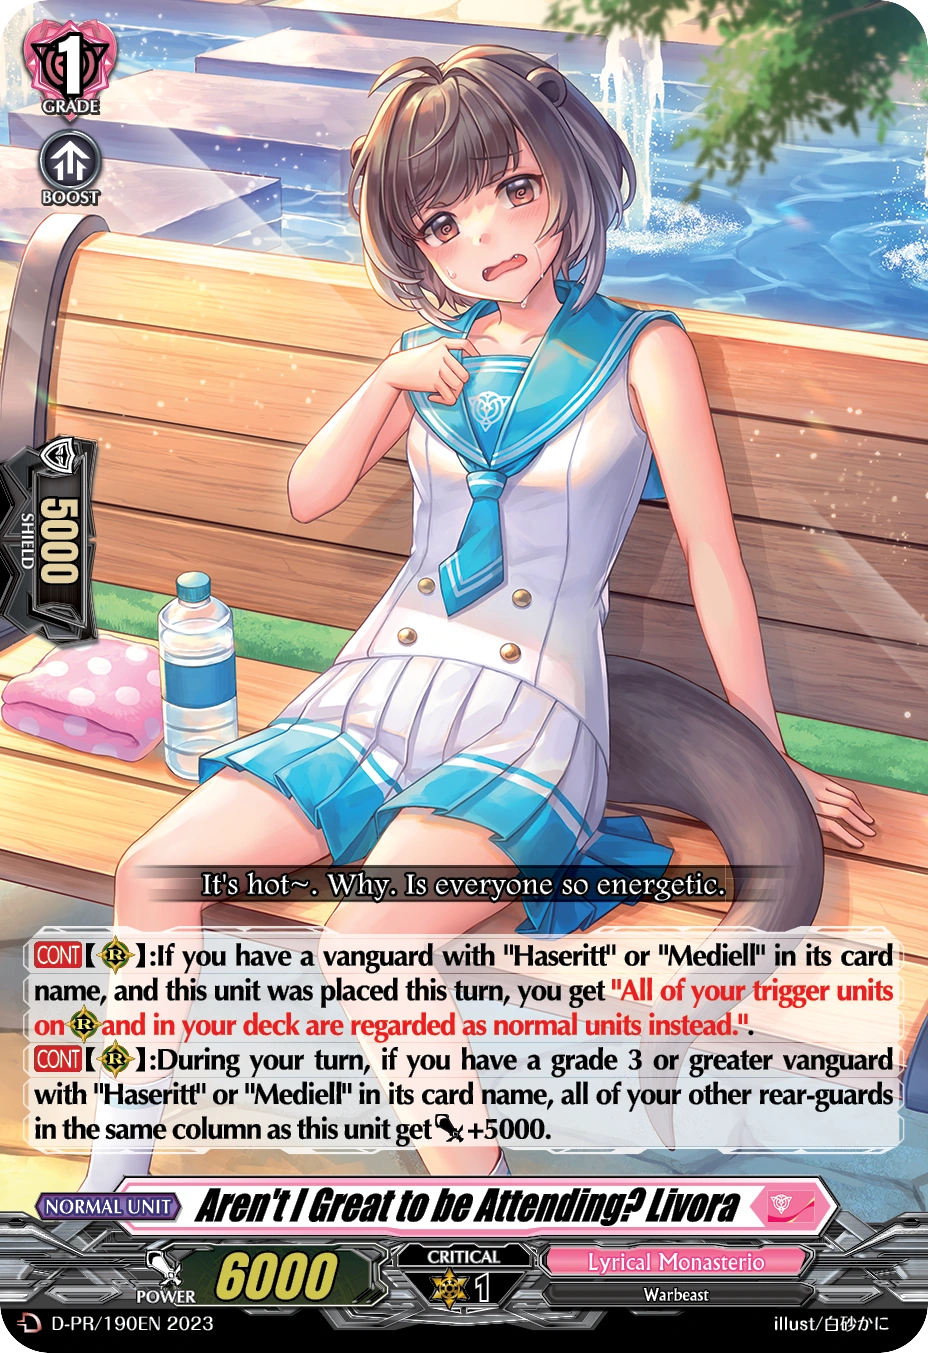 1
GRADE
BOOST
5000
SHIELD
It's hot~. Why. Is everyone so energetic.
CONT【R】:If you have a vanguard with "Haseritt" or "Mediell" in its card
name, and this unit was placed this turn, you get "All of your trigger units
on R and in your deck are regarded as normal units instead.".
CONT【R】:During your turn, if you have a grade 3 or greater vanguard
with "Haseritt" or "Mediell" in its card name, all of your other rear-guards
in the same column as this unit get +5000.
NORMAL UNIT
Aren't I Great to be Attending? Livora
POWER 6000
CRITICAL
1
Lyrical Monasterio
Warbeast
D D-PR/190EN 2023
illust/白砂かに